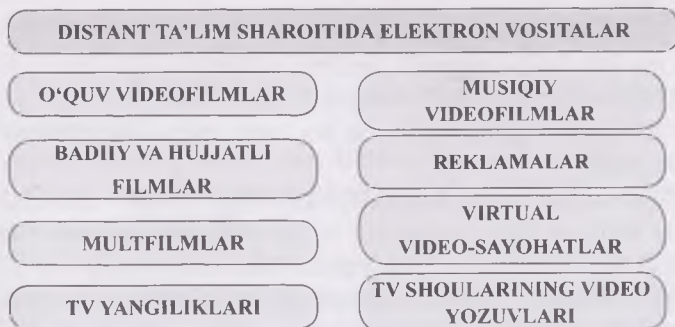 DISTANT TA’LIM SHAROITIDA ELEKTRON VOSITALAR
O‘QUV VIDEOFILMLAR
BADIIY VA HUJJATLI
FILMLAR
MULTFILMLAR
TV YANGILIKLARI
MUSIQIY
VIDEOFILMLAR
REKLAMALAR
VIRTUAL
VIDEO-SAYOHATLAR
TV SHOULARINING VIDEO
YOZUVLARI